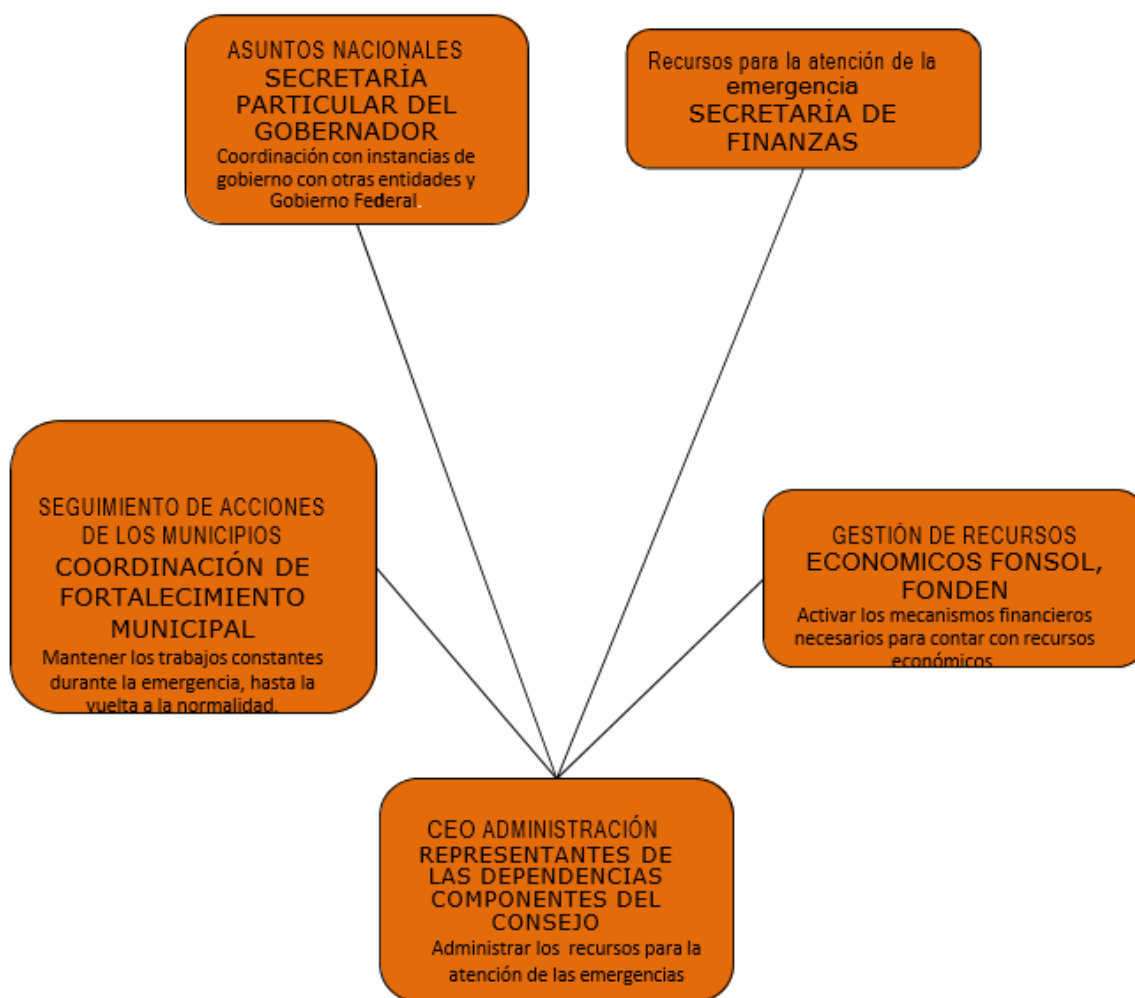 ASUNTOS NACIONALES
SECRETARÍA
PARTICULAR DEL
GOBERNADOR
Coordinación con instancias de
gobierno con otras entidades y
Gobierno Federal.
Recursos para la atención de la
emergencia
SECRETARÍA DE
FINANZAS
SEGUIMIENTO DE ACCIONES
DE LOS MUNICIPIOS
COORDINACIÓN DE
FORTALECIMIENTO
MUNICIPAL
Mantener los trabajos constantes
durante la emergencia, hasta la
vuelta a la normalidad.
GESTIÓN DE RECURSOS
ECONOMICOS FONSOL,
FONDEN
Activar los mecanismos financieros
necesarios para contar con recursos
económicos
CEO ADMINISTRACIÓN
REPRESENTANTES DE
LAS DEPENDENCIAS
COMPONENTES DEL
CONSEJO
Administrar los recursos para la
atención de las emergencias